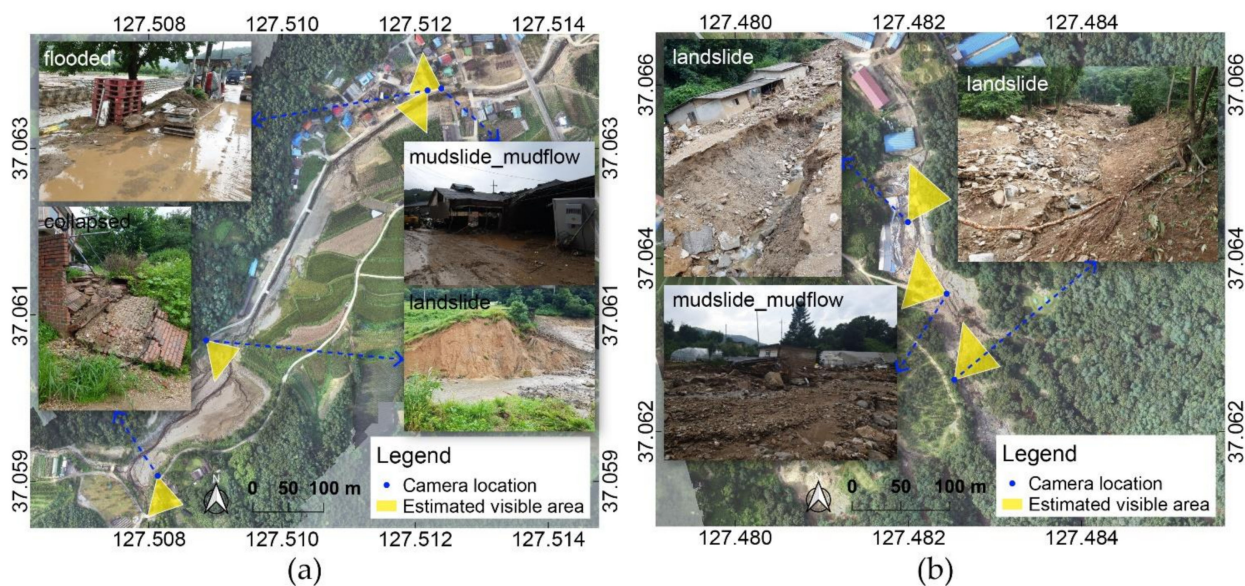 127.508 127.510 127.512 127.514
37.063
37.061
37.059
flooded
mudslide_mudflow
collapsed
landslide
Legend
Camera location
Estimated visible area
N
0 50 100 m
37.063
37.061
37.059
127.508 127.510 127.512 127.514
(a)
127.480 127.482 127.484
37.066
37.064
37.062
landslide
landslide
mudslide_mudflow
Legend
Camera location
Estimated visible area
0 50 100 m
37.066
37.064
37.062
127.480 127.482 127.484
(b)